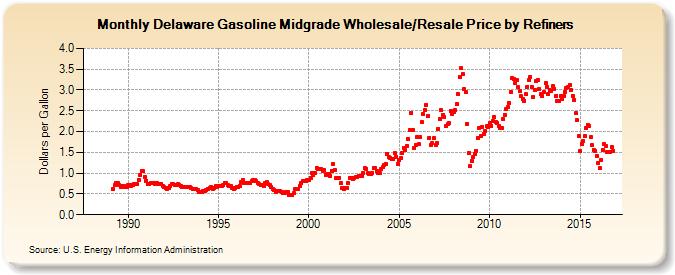 Monthly Delaware Gasoline Midgrade Wholesale/Resale Price by Refiners
Dollars per Gallon
4.0
3.5
3.0
2.5
2.0
1.5
1.0
0.5
0.0
1990 1995 2000 2005 2010 2015
Source: U.S. Energy Information Administration